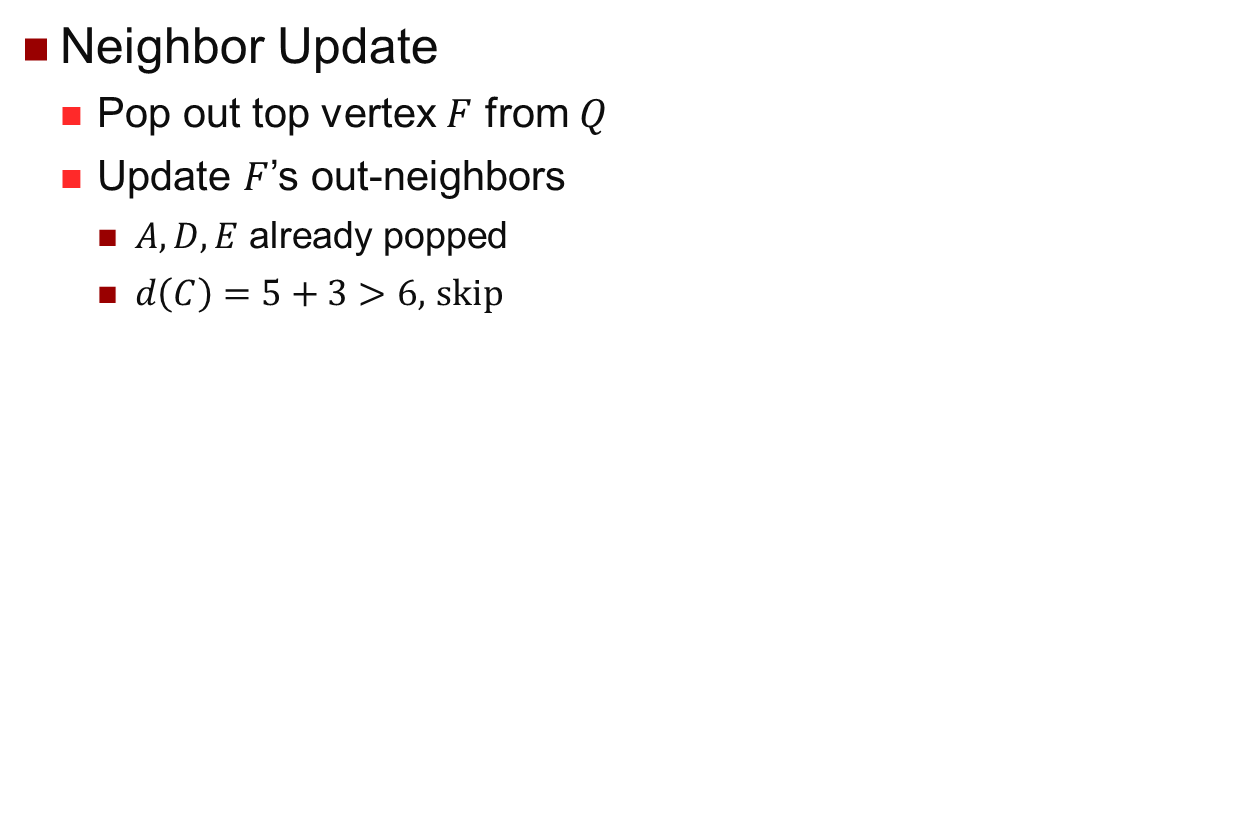 Neighbor Update
Pop out top vertex F from Q
Update F’s out-neighbors
A, D, E already popped
d(C) = 5 + 3 > 6, skip